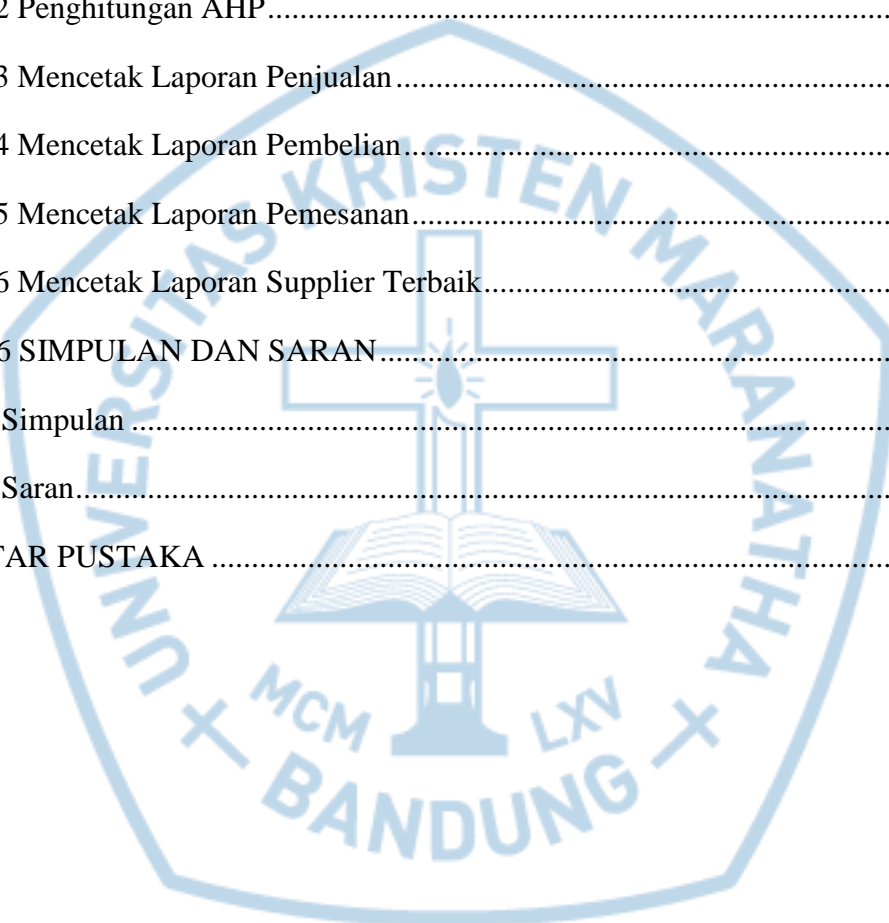 2 Penghitungan AHP....................................................................................
3 Mencetak Laporan Penjualan....................................................................
4 Mencetak Laporan Pembelian...................................................................
5 Mencetak Laporan Pemesanan..................................................................
6 Mencetak Laporan Supplier Terbaik.........................................................
6 SIMPULAN DAN SARAN......................................................................
Simpulan ...................................................................................................
Saran..........................................................................................................
TAR PUSTAKA .......................................................................................
UNIVERSITAS KRISTEN MARANATHA
MCM LXV
BANDUNG